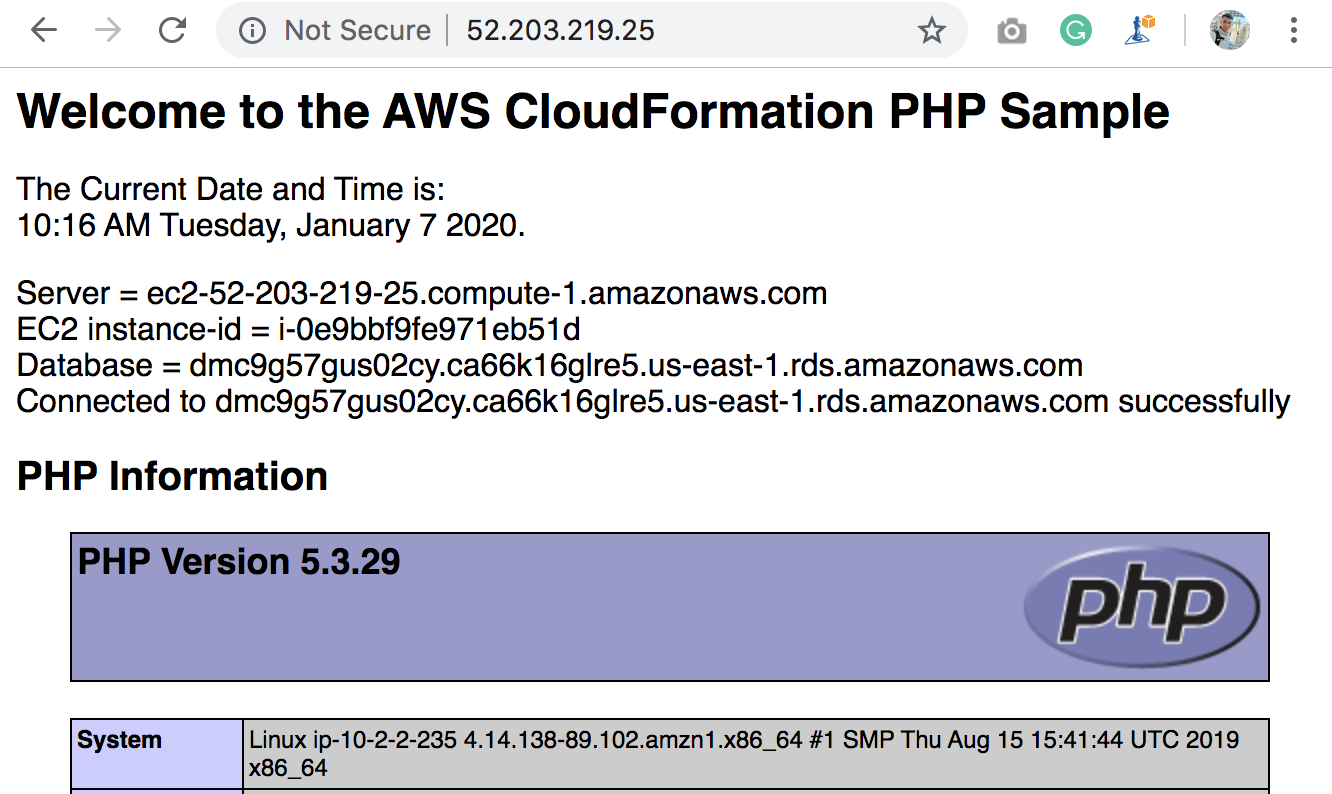 Not Secure | 52.203.219.25
Welcome to the AWS CloudFormation PHP Sample
The Current Date and Time is:
10:16 AM Tuesday, January 7 2020.
Server = ec2-52-203-219-25.compute-1.amazonaws.com
EC2 instance-id = i-0e9bbf9fe971eb51d
Database = dmc9g57gus02cy.ca66k16glre5.us-east-1.rds.amazonaws.com
Connected to dmc9g57gus02cy.ca66k16glre5.us-east-1.rds.amazonaws.com successfully
PHP Information
PHP Version 5.3.29
php
System
Linux ip-10-2-2-235 4.14.138-89.102.amzn1.x86_64 #1 SMP Thu Aug 15 15:41:44 UTC 2019
x86_64